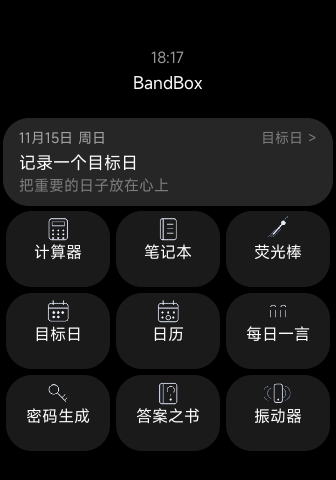 18:17
BandBox
11月15日 周日 目标日 >
记录一个目标日
把重要的日子放在心上
计算器 笔记本 荧光棒
目标日 日历 每日一言
密码生成 答案之书 振动器